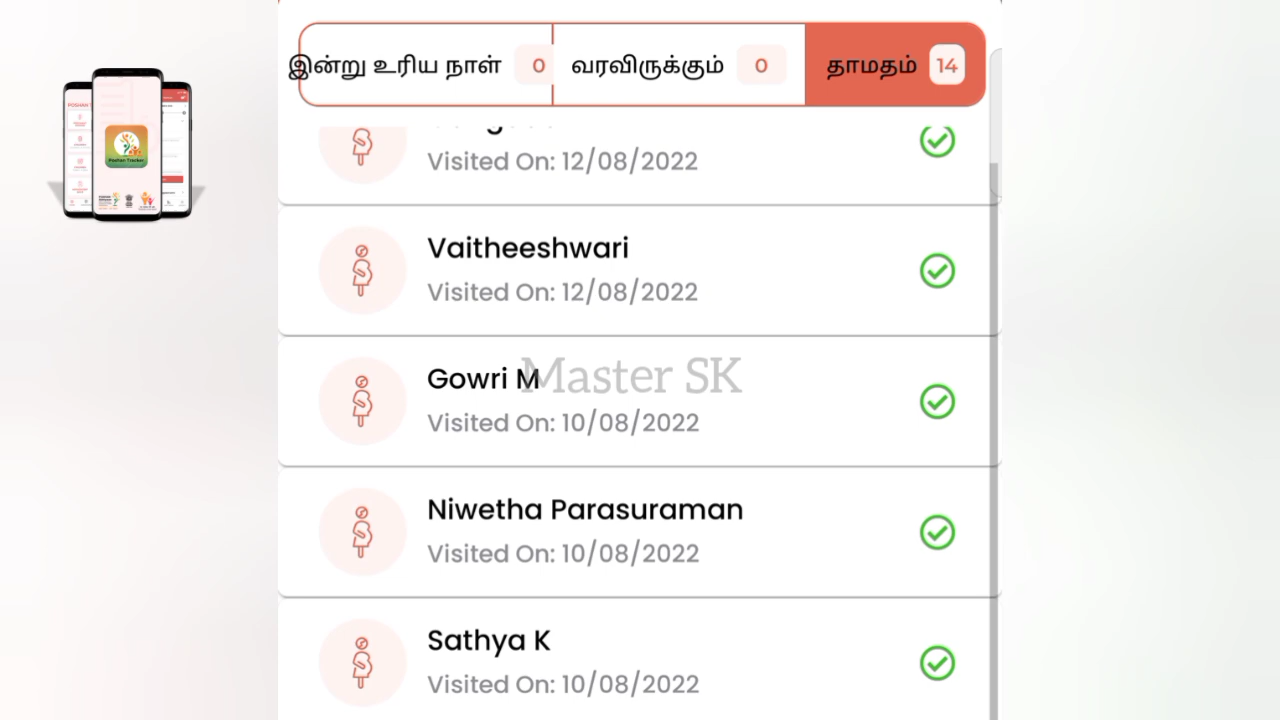 இன்று உரிய நாள் 0
வரவிருக்கும் 0
தாமதம் 14
Visited On: 12/08/2022
Vaitheeshwari
Visited On: 12/08/2022
Gowri M
Master SK
Visited On: 10/08/2022
Niwetha Parasuraman
Visited On: 10/08/2022
Sathya K
Visited On: 10/08/2022
Poshan Tracker